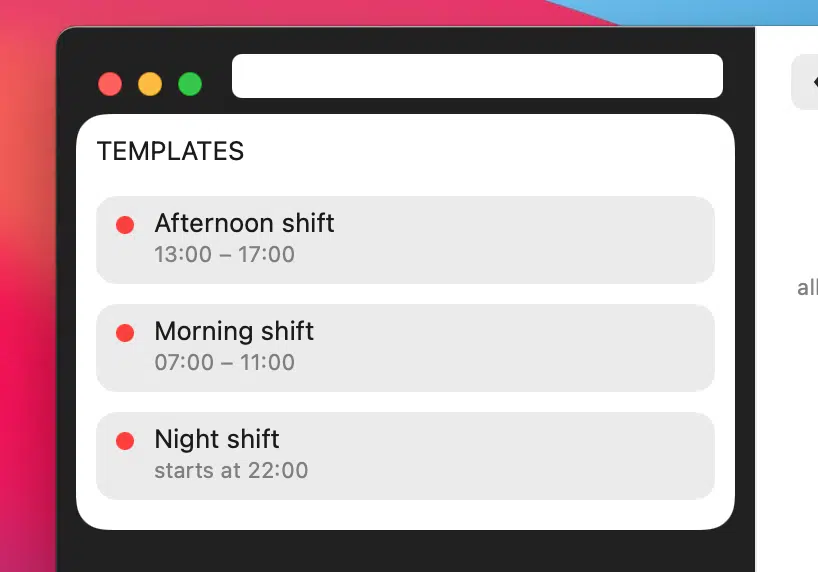 TEMPLATES
Afternoon shift
13:00 – 17:00
Morning shift
07:00 – 11:00
Night shift
starts at 22:00